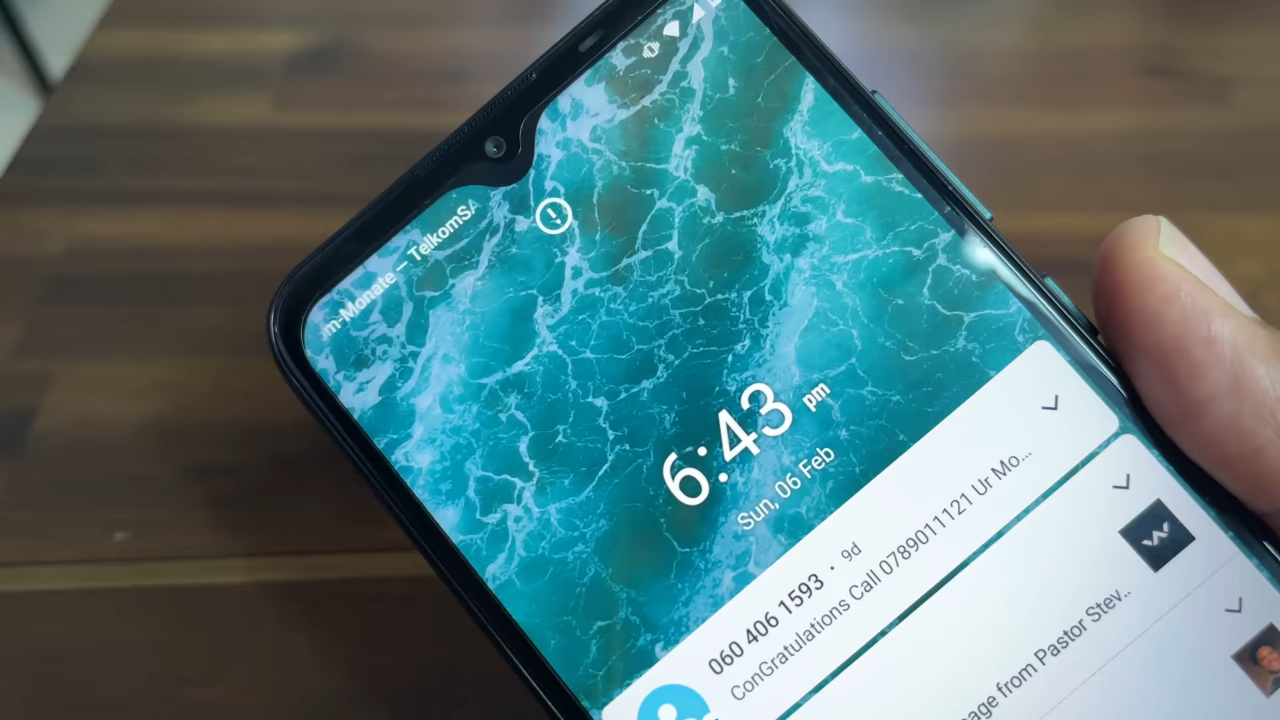 m-Monate – TelkomSA
6:43 pm
Sun, 06 Feb
060 406 1593 · 9d
ConGratulations Call 0789011121 Ur Mo...
age from Pastor Stev..